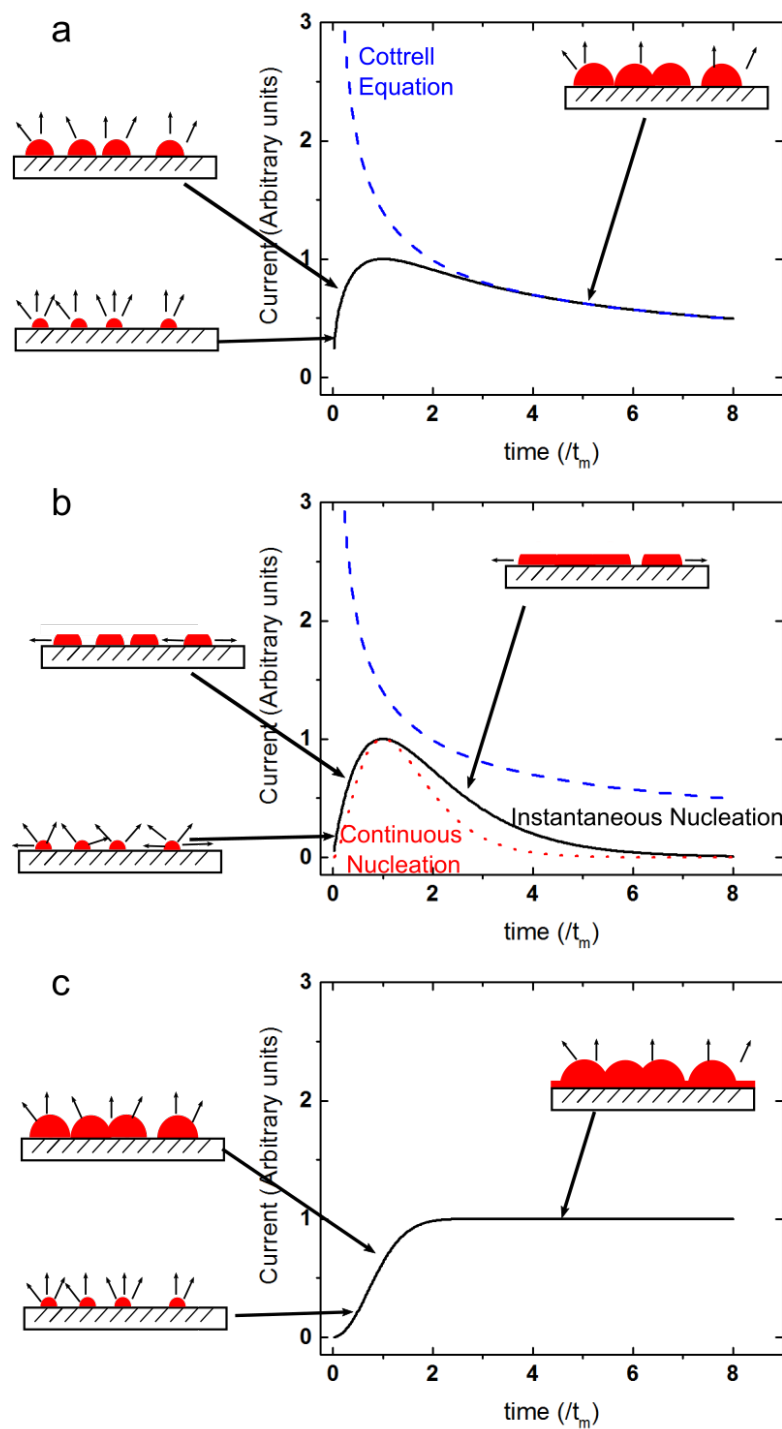 a
Cottrell
Equation
Current (Arbitrary units)
3
2
1
0
0 2 4 6 8
time (/tm)
b
Current (Arbitrary units)
3
2
1
0
Instantaneous Nucleation
Continuous
Nucleation
0 2 4 6 8
time (/tm)
c
Current (Arbitrary units)
3
2
1
0
0 2 4 6 8
time (/tm)